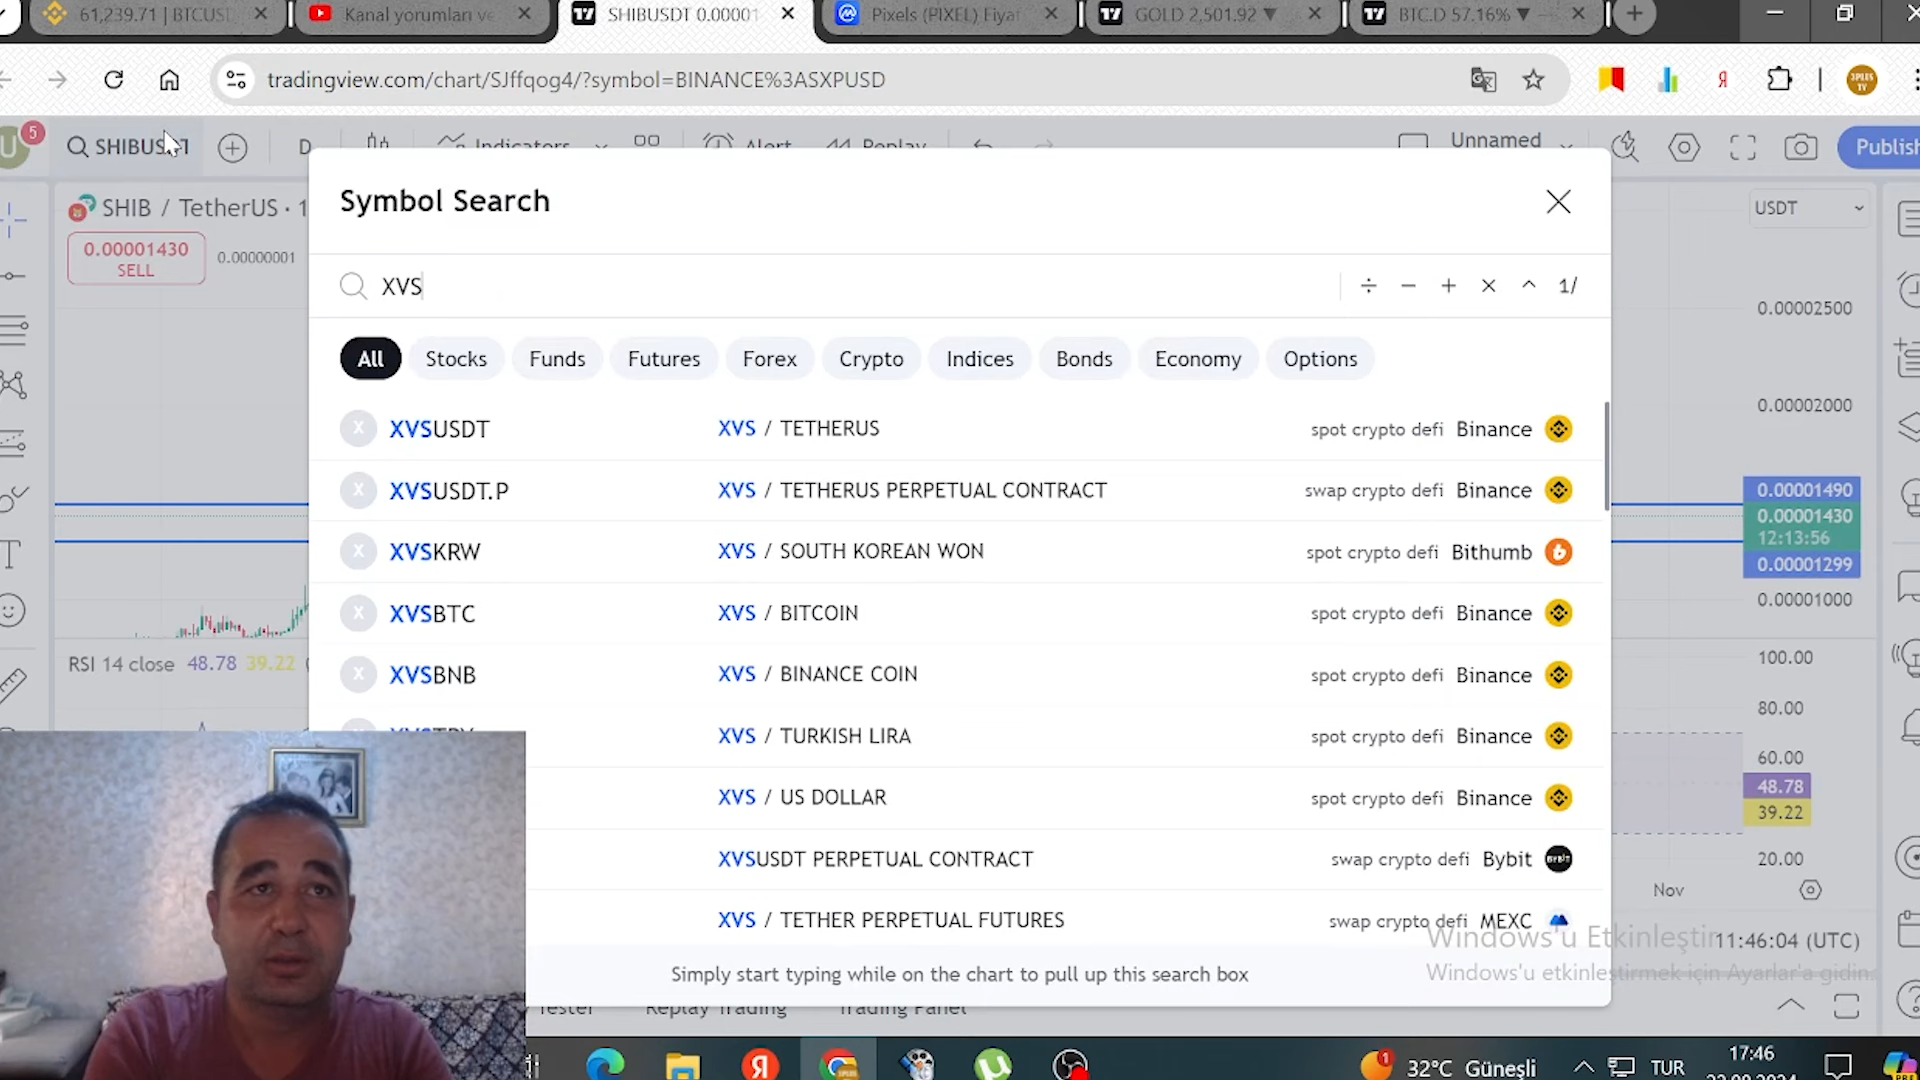 61,239.71 | BTCUSD
Kanal yorumları ve
SHIBUSDT 0.00001
Pixels (PIXEL) Fiyat
GOLD 2,501.92 ▼
BTC.D 57.16% ▼
tradingview.com/chart/SJffqog4/?symbol=BINANCE%3ASXPUSD
3PLUS
TV
U
5
SHIBUSDT
D
Indicators
Alert
Replay
Unnamed
Publish
SHIB / TetherUS · 1
0.00001430
SELL
0.00000001
USDT
Symbol Search
XVS
÷ − + × ^ 1/
All
Stocks
Funds
Futures
Forex
Crypto
Indices
Bonds
Economy
Options
X XVSUSDT XVS / TETHERUS spot crypto defi Binance
X XVSUSDT.P XVS / TETHERUS PERPETUAL CONTRACT swap crypto defi Binance
X XVSKRW XVS / SOUTH KOREAN WON spot crypto defi Bithumb
X XVSBTC XVS / BITCOIN spot crypto defi Binance
X XVSBNB XVS / BINANCE COIN spot crypto defi Binance
XVSTRY XVS / TURKISH LIRA spot crypto defi Binance
XVS / US DOLLAR spot crypto defi Binance
XVSUSDT PERPETUAL CONTRACT swap crypto defi Bybit
XVS / TETHER PERPETUAL FUTURES swap crypto defi MEXC
Simply start typing while on the chart to pull up this search box
0.00002500
0.00002000
0.00001490
0.00001430
12:13:56
0.00001299
0.00001000
RSI 14 close 48.78 39.22
100.00
80.00
60.00
48.78
39.22
20.00
Nov
Windows'u Etkinleştir
11:46:04 (UTC)
Windows'u etkinleştirmek için Ayarlar'a gidin.
Tester
Replay Trading
Trading Panel
1
32°C Güneşli
TUR
17:46